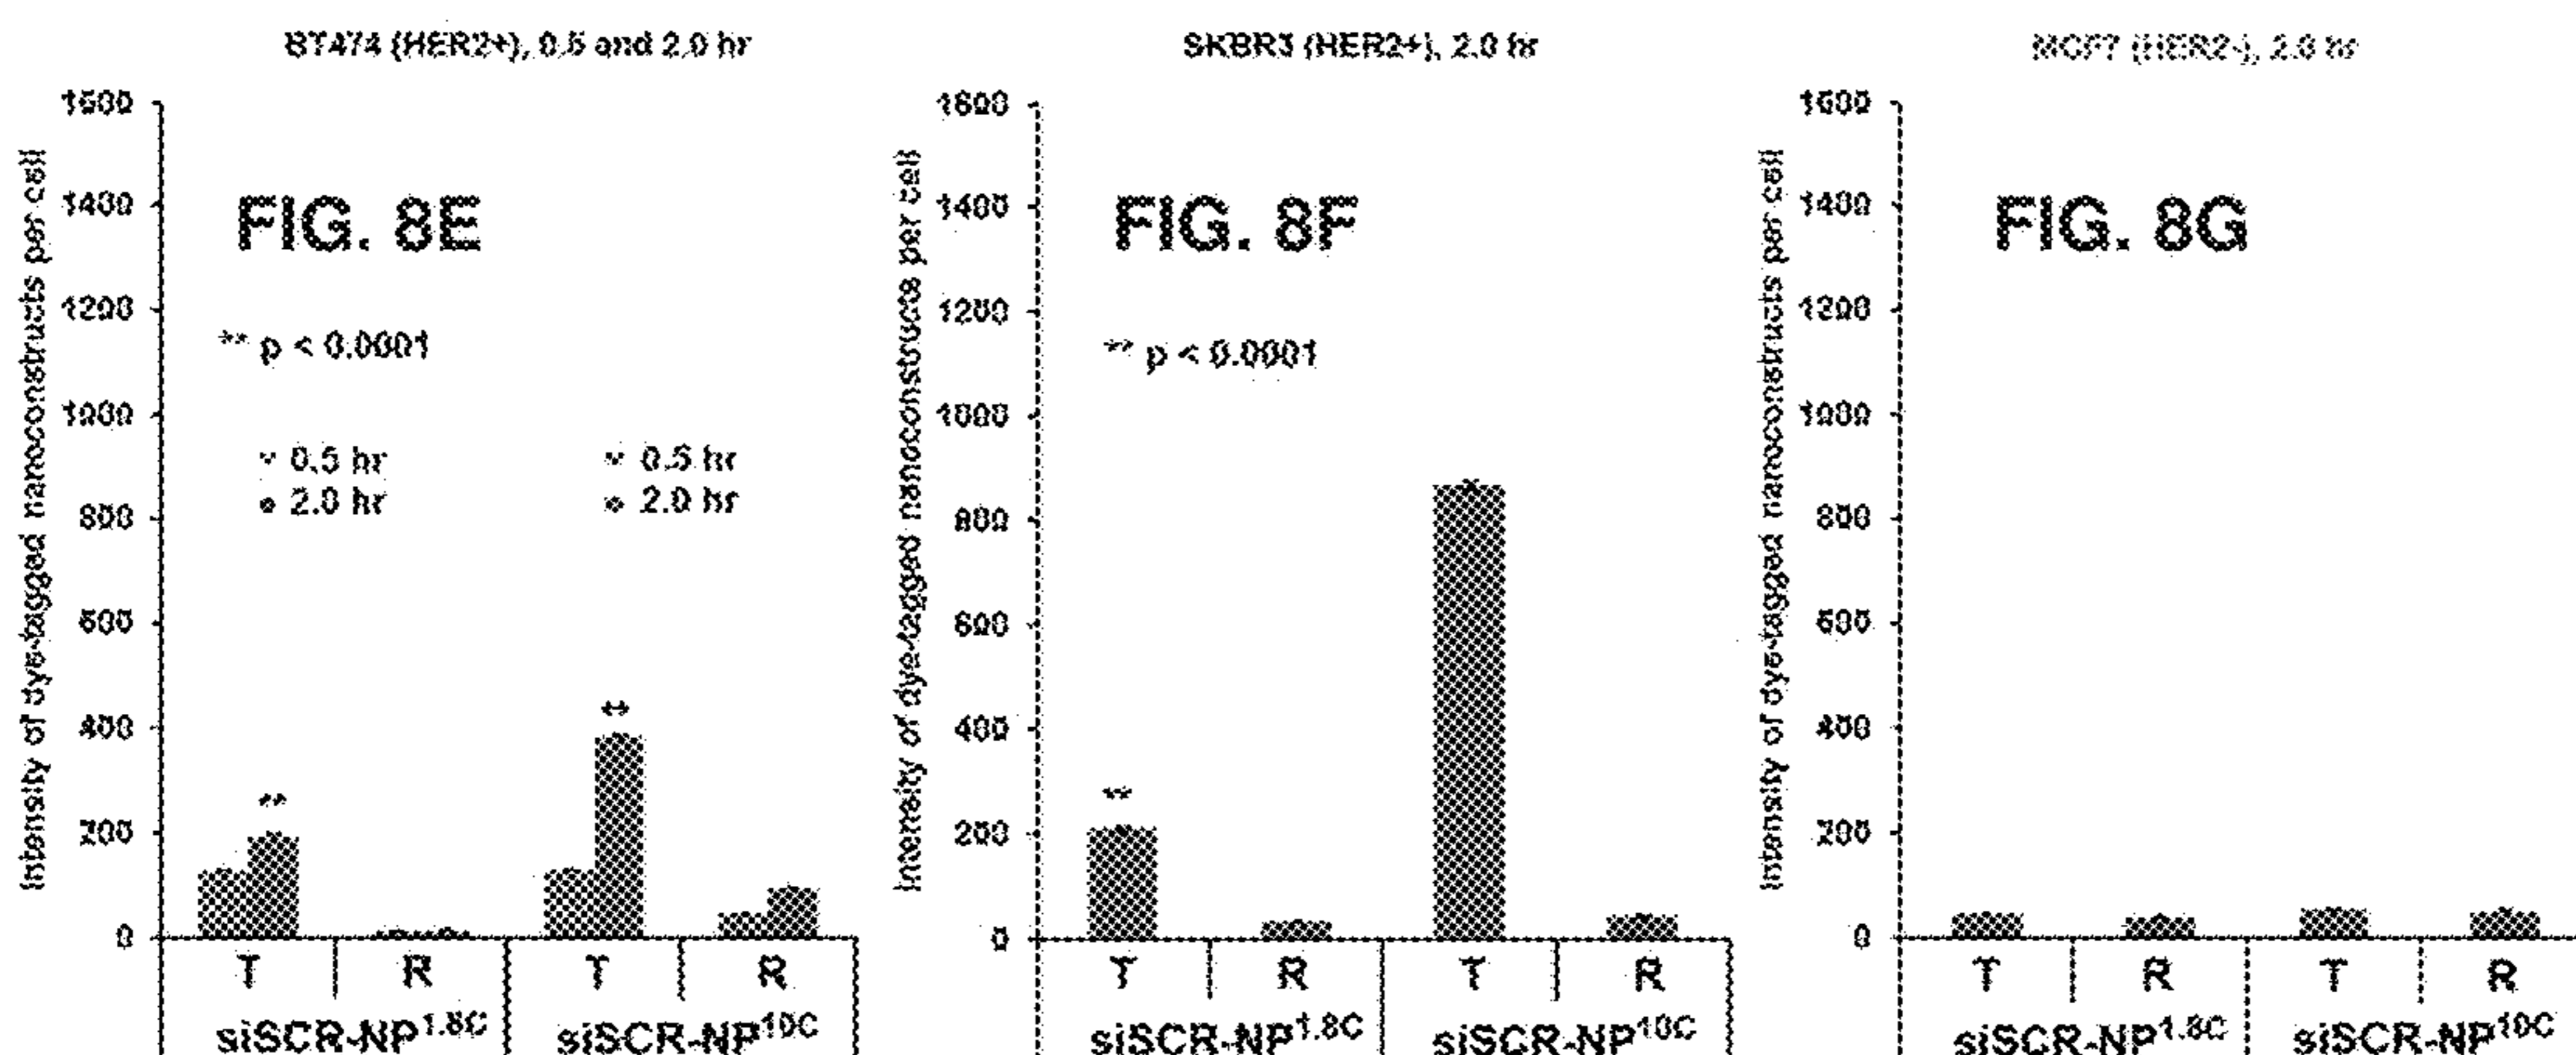 BT474 (HER2+), 0.5 and 2.0 hr
Intensity of dye-tagged nanoconstructs per cell
1600
1400
1200
1000
800
600
400
200
0
FIG. 8E
** p < 0.0001
0.5 hr
2.0 hr
0.5 hr
2.0 hr
**
**
T
R
T
R
siSCR-NP1.8C
siSCR-NP10C
SKBR3 (HER2+), 2.0 hr
Intensity of dye-tagged nanoconstructs per cell
1600
1400
1200
1000
800
600
400
200
0
FIG. 8F
** p < 0.0001
**
T
R
T
R
siSCR-NP1.8C
siSCR-NP10C
MCF7 (HER2-), 2.0 hr
Intensity of dye-tagged nanoconstructs per cell
1600
1400
1200
1000
800
600
400
200
0
FIG. 8G
T
R
T
R
siSCR-NP1.8C
siSCR-NP10C